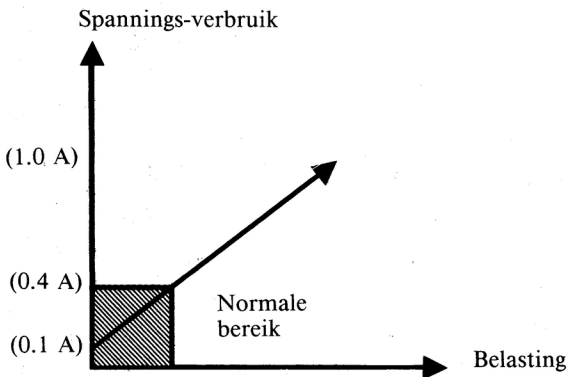 Spannings-verbruik
(1.0 A)
(0.4 A)
Normale
bereik
(0.1 A)
Belasting